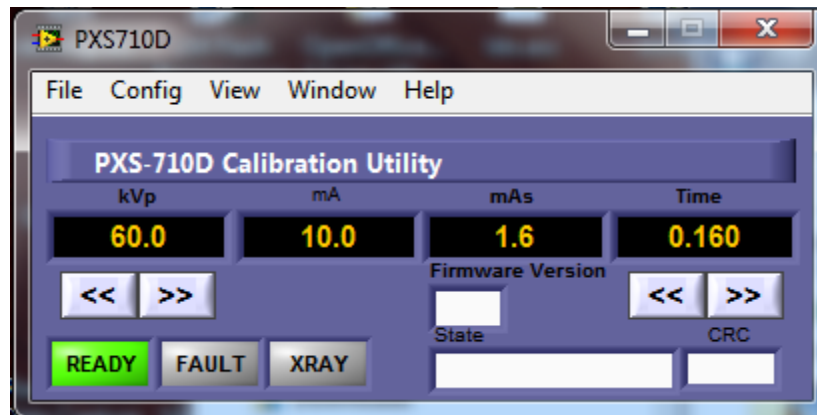 PXS710D
File Config View Window Help
PXS-710D Calibration Utility
kVp mA mAs Time
60.0 10.0 1.6 0.160
Firmware Version
<< >> << >>
State CRC
READY FAULT XRAY